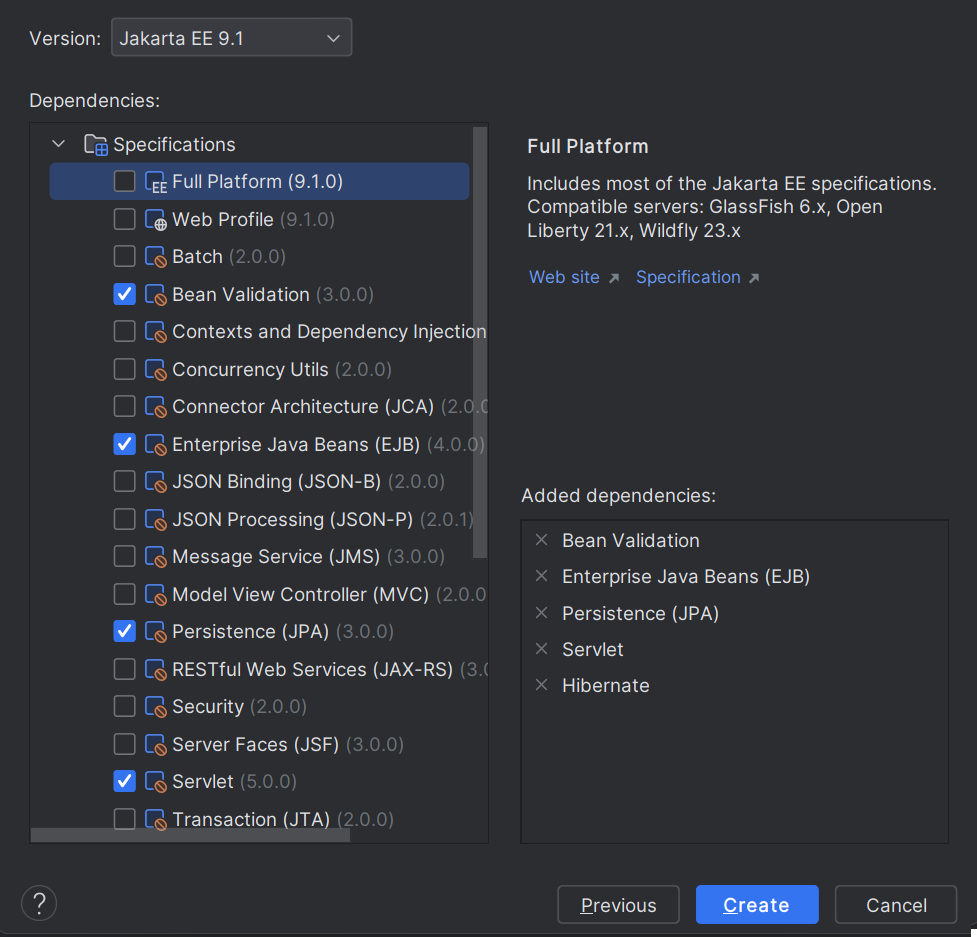 Version: Jakarta EE 9.1
Dependencies:
Specifications
Full Platform (9.1.0)
Web Profile (9.1.0)
Batch (2.0.0)
Bean Validation (3.0.0)
Contexts and Dependency Injection
Concurrency Utils (2.0.0)
Connector Architecture (JCA) (2.0.0
Enterprise Java Beans (EJB) (4.0.0)
JSON Binding (JSON-B) (2.0.0)
JSON Processing (JSON-P) (2.0.1)
Message Service (JMS) (3.0.0)
Model View Controller (MVC) (2.0.0
Persistence (JPA) (3.0.0)
RESTful Web Services (JAX-RS) (3.0
Security (2.0.0)
Server Faces (JSF) (3.0.0)
Servlet (5.0.0)
Transaction (JTA) (2.0.0)
Full Platform
Includes most of the Jakarta EE specifications.
Compatible servers: GlassFish 6.x, Open
Liberty 21.x, Wildfly 23.x
Web site ↗ Specification ↗
Added dependencies:
Bean Validation
Enterprise Java Beans (EJB)
Persistence (JPA)
Servlet
Hibernate
? Previous Create Cancel